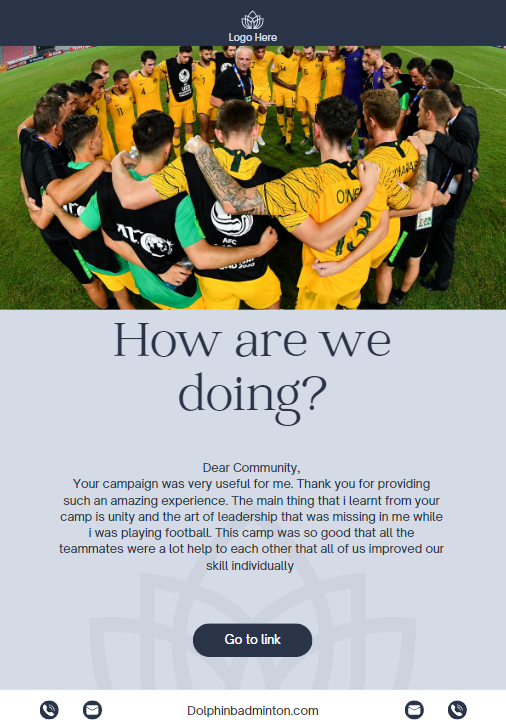 Logo Here
O'NE
13
AFC
How are we
doing?
Dear Community,
Your campaign was very useful for me. Thank you for providing
such an amazing experience. The main thing that i learnt from your
camp is unity and the art of leadership that was missing in me while
i was playing football. This camp was so good that all the
teammates were a lot help to each other that all of us improved our
skill individually
Go to link
Dolphinbadminton.com